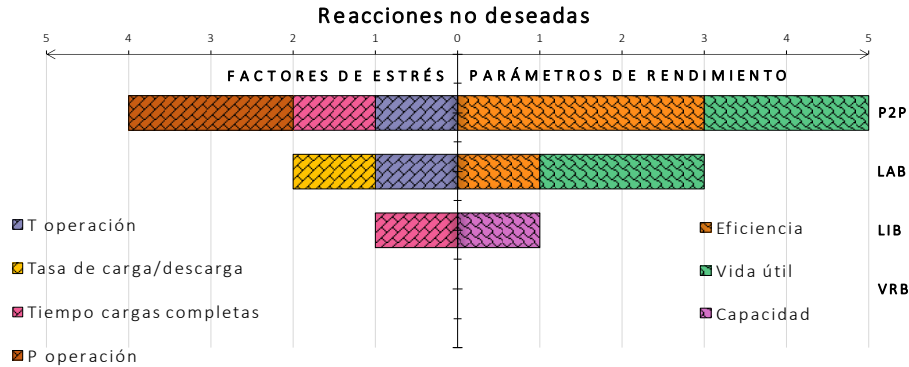 Reacciones no deseadas
5 4 3 2 1 0 1 2 3 4 5
FACTORES DE ESTRÉS PARÁMETROS DE RENDIMIENTO
P2P
LAB
LIB
VRB
T operación
Tasa de carga/descarga
Tiempo cargas completas
P operación
Eficiencia
Vida útil
Capacidad